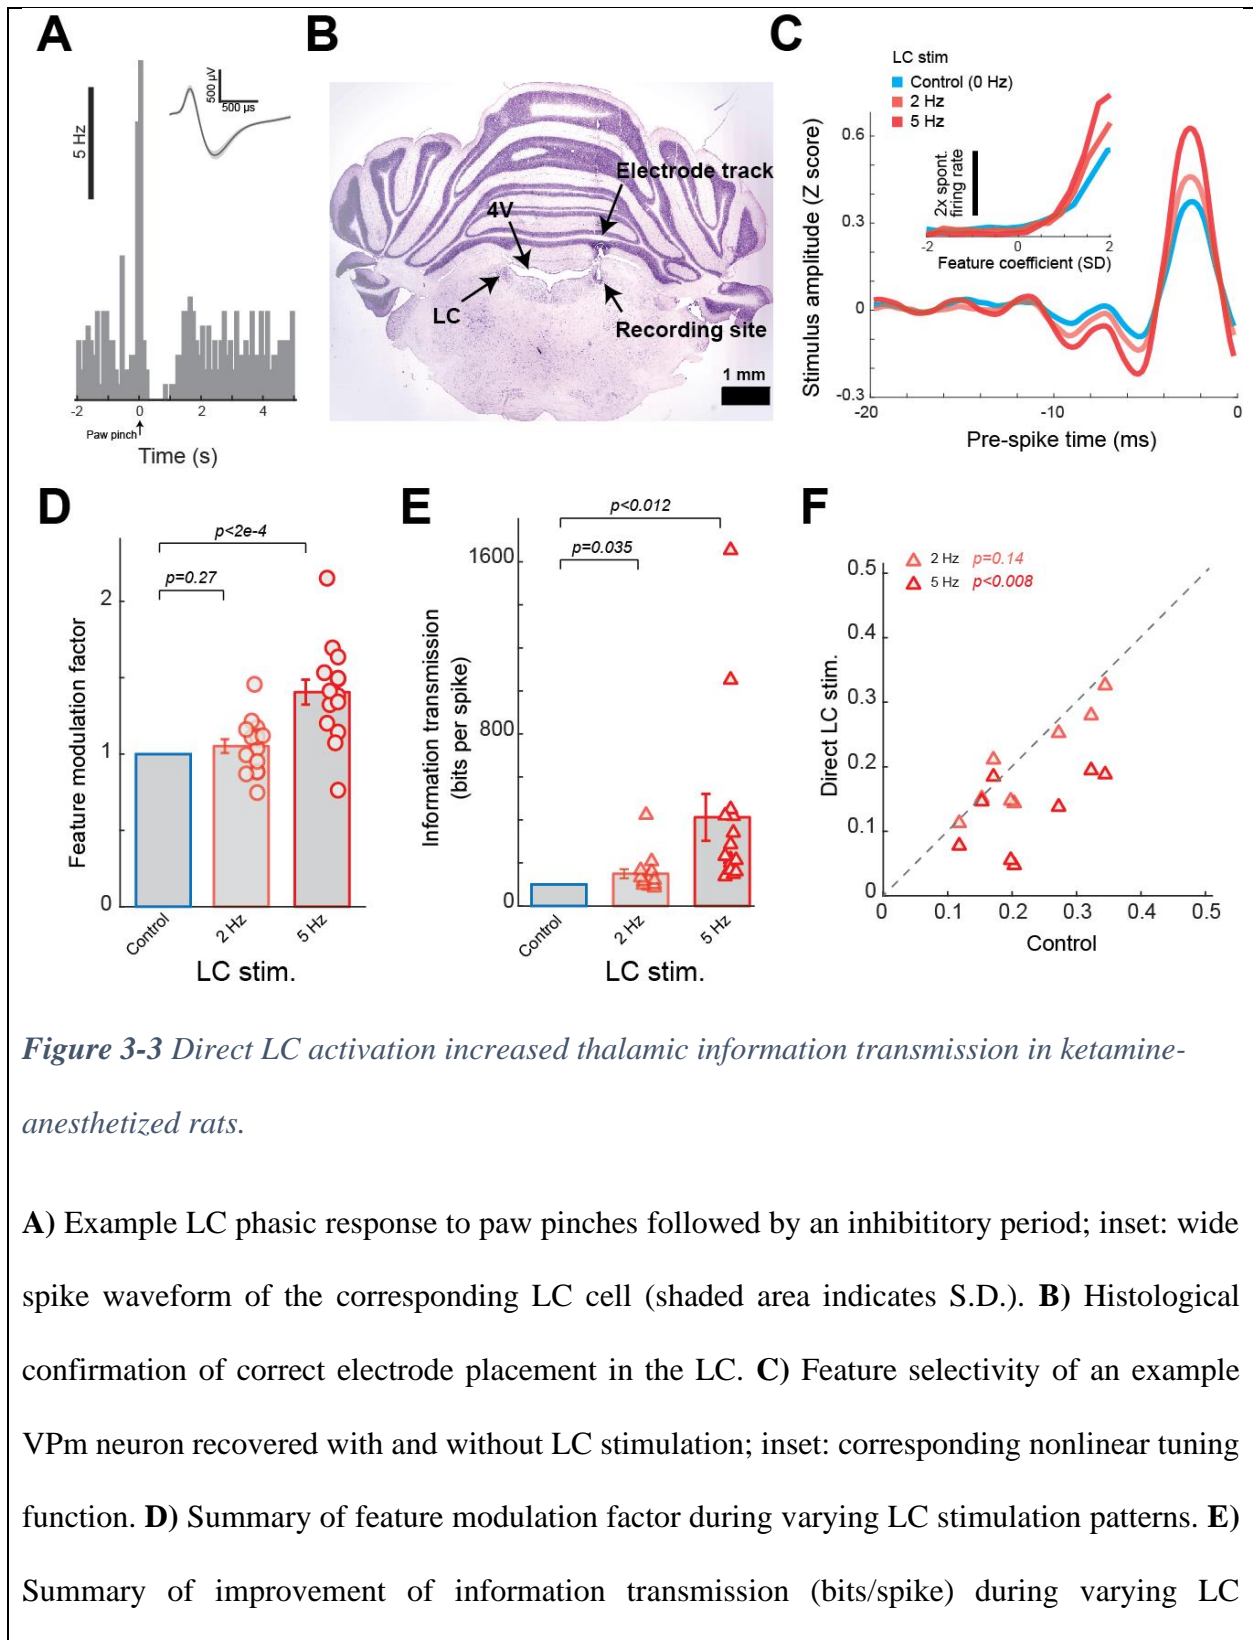 A
5 Hz
500 µV
500 µs
-2
0
2
4
Paw pinch
Time (s)
B
Electrode track
4V
LC
Recording site
1 mm
C
LC stim
Control (0 Hz)
2 Hz
5 Hz
Stimulus amplitude (Z score)
0.6
0.3
0
-0.3
2x spont.
firing rate
-2
0
2
Feature coefficient (SD)
-20
-10
0
Pre-spike time (ms)
D
p<2e-4
p=0.27
Feature modulation factor
2
1
0
Control
2 Hz
5 Hz
LC stim.
E
p<0.012
p=0.035
Information transmission
(bits per spike)
1600
800
0
Control
2 Hz
5 Hz
LC stim.
F
2 Hz p=0.14
5 Hz p<0.008
Direct LC stim.
0.5
0.4
0.3
0.2
0.1
0
0
0.1
0.2
0.3
0.4
0.5
Control
Figure 3-3 Direct LC activation increased thalamic information transmission in ketamine-
anesthetized rats.
A) Example LC phasic response to paw pinches followed by an inhibititory period; inset: wide
spike waveform of the corresponding LC cell (shaded area indicates S.D.). B) Histological
confirmation of correct electrode placement in the LC. C) Feature selectivity of an example
VPm neuron recovered with and without LC stimulation; inset: corresponding nonlinear tuning
function. D) Summary of feature modulation factor during varying LC stimulation patterns. E)
Summary of improvement of information transmission (bits/spike) during varying LC